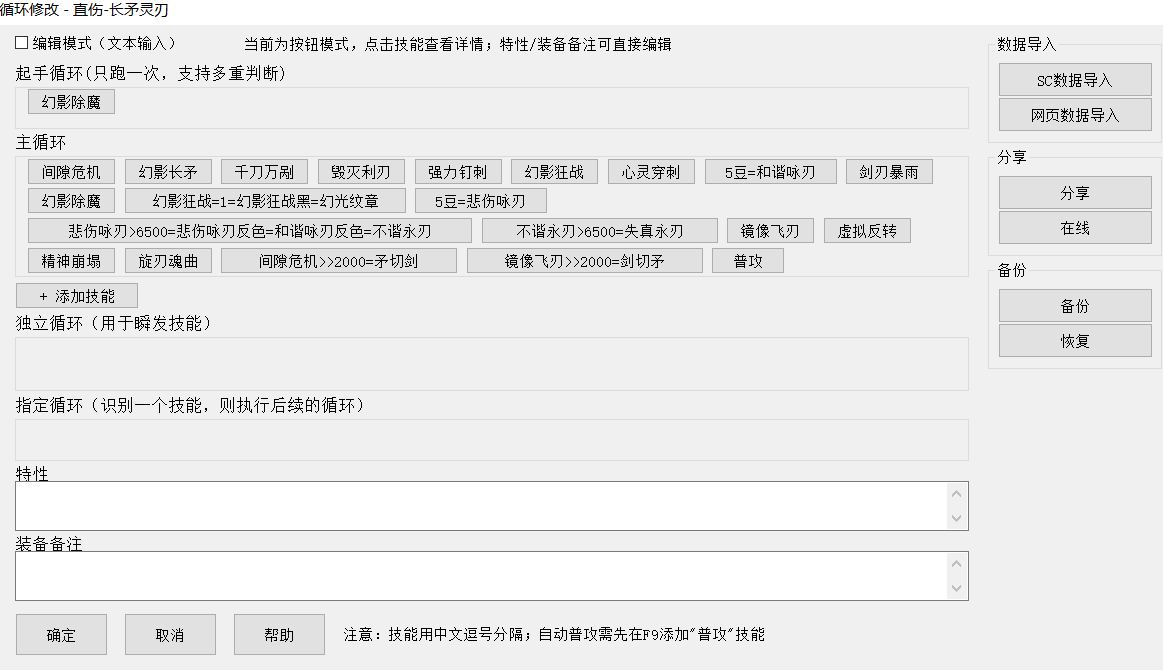 循环修改 - 直伤-长矛灵刃
编辑模式（文本输入） 当前为按钮模式，点击技能查看详情；特性/装备备注可直接编辑
起手循环(只跑一次，支持多重判断)
幻影除魔
主循环
间隙危机 幻影长矛 千刀万剐 毁灭利刃 强力钉刺 幻影狂战 心灵穿刺 5豆=和谐咏刃 剑刃暴雨
幻影除魔 幻影狂战=1=幻影狂战黑=幻光纹章 5豆=悲伤咏刃
悲伤咏刃>6500=悲伤咏刃反色=和谐咏刃反色=不谐永刃 不谐永刃>6500=失真永刃 镜像飞刃 虚拟反转
精神崩塌 旋刃魂曲 间隙危机>>2000=矛切剑 镜像飞刃>>2000=剑切矛 普攻
+ 添加技能
独立循环（用于瞬发技能）
指定循环（识别一个技能，则执行后续的循环）
特性
装备备注
确定 取消 帮助 注意：技能用中文逗号分隔；自动普攻需先在F9添加"普攻"技能
数据导入
SC数据导入
网页数据导入
分享
分享
在线
备份
备份
恢复